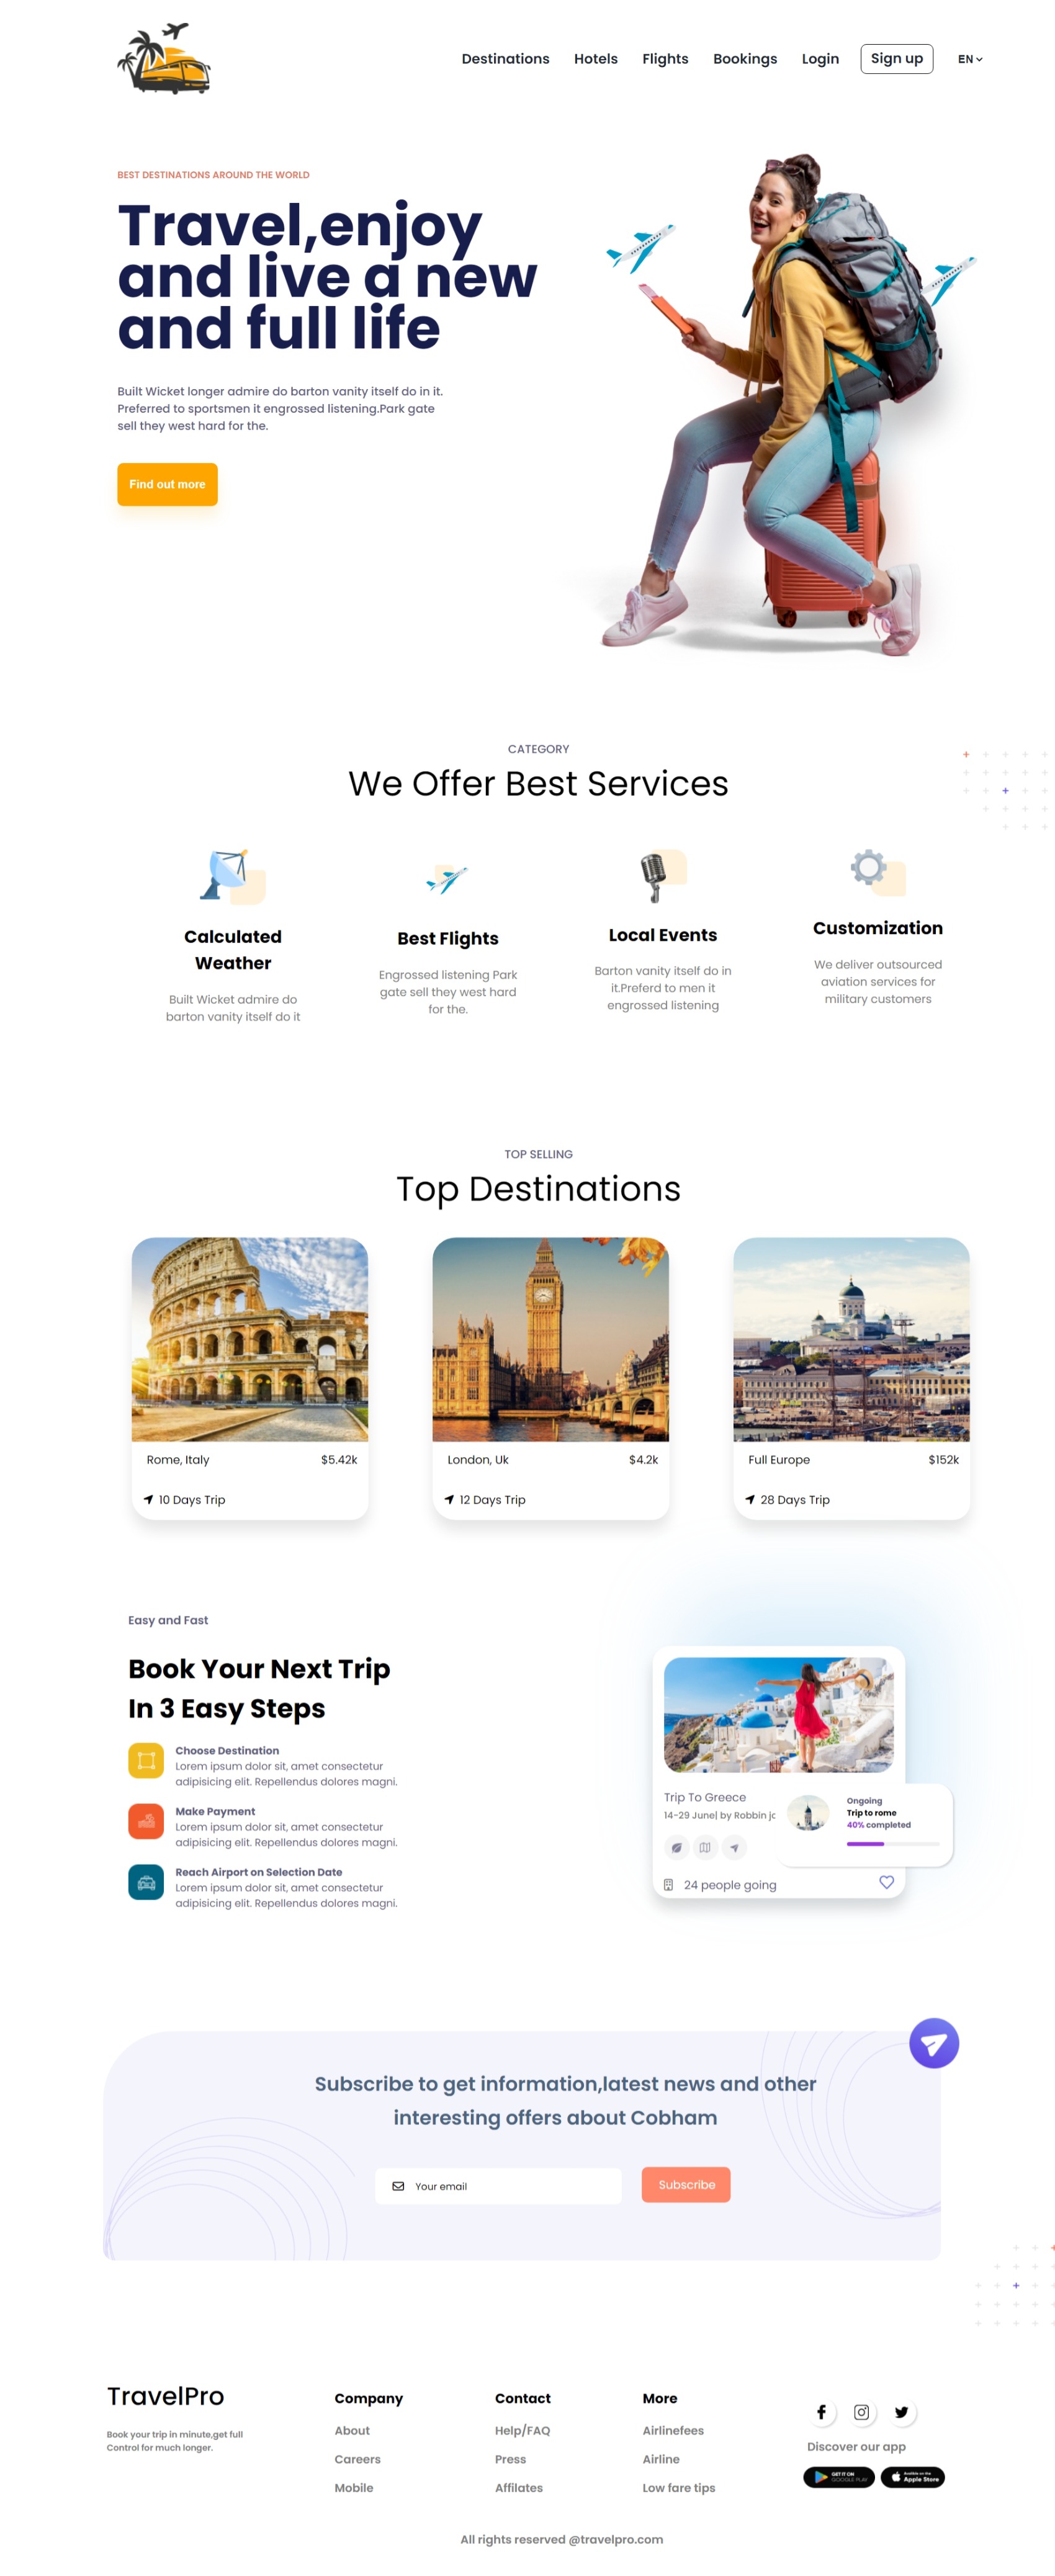 Destinations Hotels Flights Bookings Login Sign up EN
BEST DESTINATIONS AROUND THE WORLD
Travel,enjoy
and live a new
and full life
Built Wicket longer admire do barton vanity itself do in it.
Preferred to sportsmen it engrossed listening.Park gate
sell they west hard for the.
Find out more
CATEGORY
We Offer Best Services
Calculated
Weather
Built Wicket admire do
barton vanity itself do it
Best Flights
Engrossed listening Park
gate sell they west hard
for the.
Local Events
Barton vanity itself do in
it.Preferd to men it
engrossed listening
Customization
We deliver outsourced
aviation services for
military customers
TOP SELLING
Top Destinations
Rome, Italy $5.42k
10 Days Trip
London, Uk $4.2k
12 Days Trip
Full Europe $152k
28 Days Trip
Easy and Fast
Book Your Next Trip
In 3 Easy Steps
Choose Destination
Lorem ipsum dolor sit, amet consectetur
adipisicing elit. Repellendus dolores magni.
Make Payment
Lorem ipsum dolor sit, amet consectetur
adipisicing elit. Repellendus dolores magni.
Reach Airport on Selection Date
Lorem ipsum dolor sit, amet consectetur
adipisicing elit. Repellendus dolores magni.
Trip To Greece
14-29 June| by Robbin jo
24 people going
Ongoing
Trip to rome
40% completed
Subscribe to get information,latest news and other
interesting offers about Cobham
Your email
Subscribe
TravelPro
Book your trip in minute,get full
Control for much longer.
Company
About
Careers
Mobile
Contact
Help/FAQ
Press
Affilates
More
Airlinefees
Airline
Low fare tips
Discover our app
GET IT ON
GOOGLE PLAY
Available on the
Apple Store
All rights reserved @travelpro.com